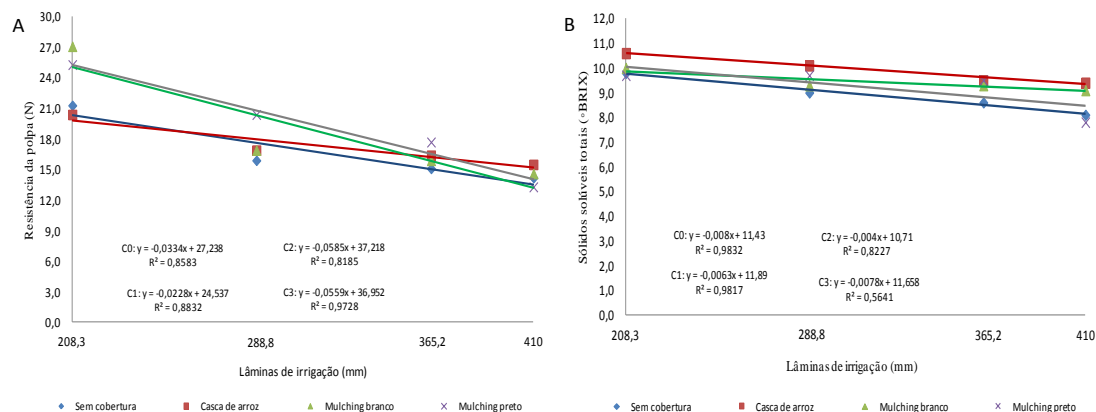 A
Resistência da polpa (N)
30,0
27,0
24,0
21,0
18,0
15,0
12,0
9,0
6,0
3,0
0,0
C0: y = -0,0334x + 27,238
R² = 0,8583
C2: y = -0,0585x + 37,218
R² = 0,8185
C1: y = -0,0228x + 24,537
R² = 0,8832
C3: y = -0,0559x + 36,952
R² = 0,9728
208,3 288,8 365,2 410
Lâminas de irrigação (mm)
Sem cobertura Casca de arroz Mulching branco Mulching preto
B
Sólidos solúveis totais (°BRIX)
12,0
11,0
10,0
9,0
8,0
7,0
6,0
5,0
4,0
3,0
2,0
1,0
0,0
C0: y = -0,008x + 11,43
R² = 0,9832
C2: y = -0,004x + 10,71
R² = 0,8227
C1: y = -0,0063x + 11,89
R² = 0,9817
C3: y = -0,0078x + 11,658
R² = 0,5641
208,3 288,8 365,2 410
Lâminas de irrigação (mm)
Sem cobertura Casca de arroz Mulching branco Mulching preto